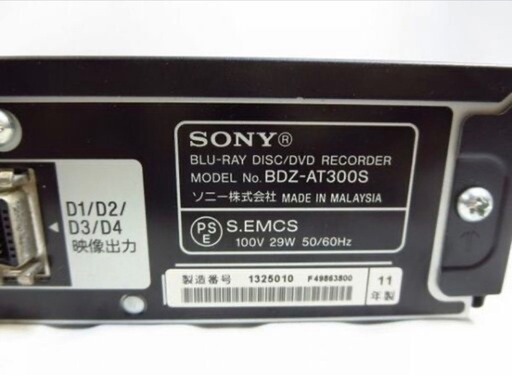 SONY®
BLU-RAY DISC/DVD RECORDER
MODEL No. BDZ-AT300S
ソニー株式会社 MADE IN MALAYSIA
PS
E
S.EMCS
100V 29W 50/60Hz
D1/D2/
D3/D4
映像出力
製造番号 1325010 F49863800
11
年製